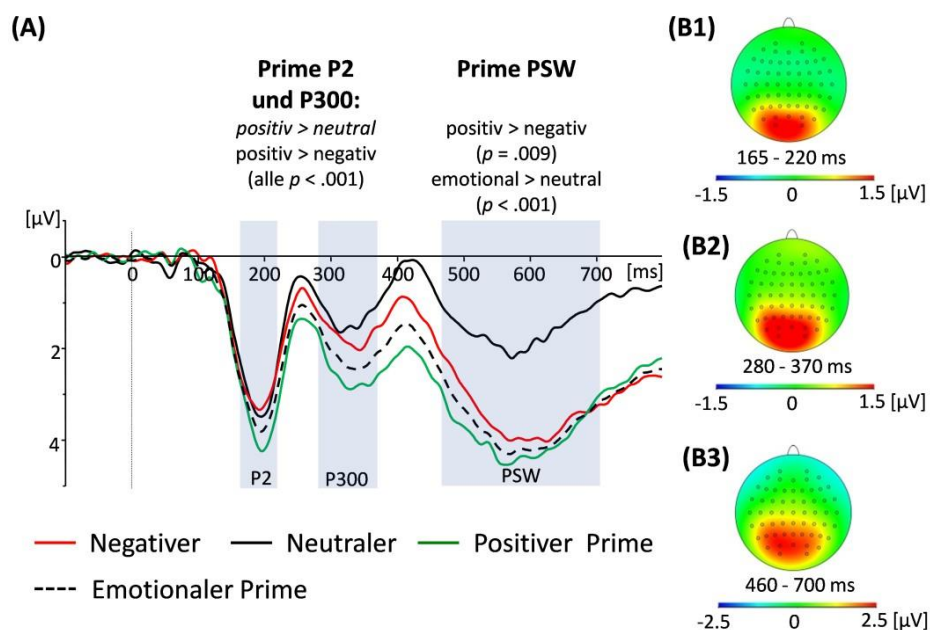 (A)
Prime P2
und P300:
positiv > neutral
positiv > negativ
(alle p < .001)
Prime PSW
positiv > negativ
(p = .009)
emotional > neutral
(p < .001)
[µV]
0
2
4
0
100
200
300
400
500
600
700
[ms]
P2
P300
PSW
Negativer
Neutraler
Positiver Prime
Emotionaler Prime
(B1)
165 - 220 ms
-1.5
0
1.5 [µV]
(B2)
280 - 370 ms
-1.5
0
1.5 [µV]
(B3)
460 - 700 ms
-2.5
0
2.5 [µV]